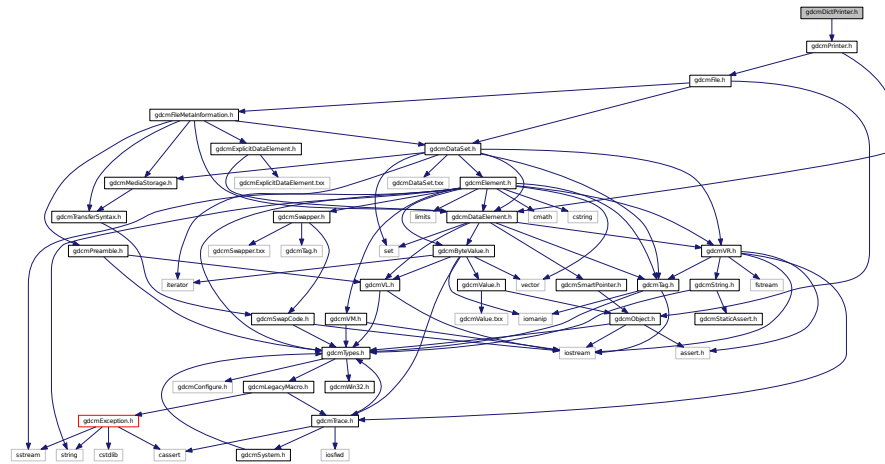 gdcmDictPrinter.h
gdcmPrinter.h
gdcmFile.h
gdcmFileMetaInformation.h
gdcmExplicitDataElement.h
gdcmDataSet.h
gdcmMediaStorage.h
gdcmExplicitDataElement.txx
gdcmDataSet.txx
gdcmElement.h
gdcmTransferSyntax.h
gdcmSwapper.h
limits
gdcmDataElement.h
cmath
cstring
gdcmPreamble.h
gdcmSwapper.txx
gdcmTag.h
set
gdcmByteValue.h
gdcmVR.h
iterator
gdcmVL.h
gdcmValue.h
vector
gdcmSmartPointer.h
gdcmTag.h
gdcmString.h
fstream
gdcmSwapCode.h
gdcmVM.h
gdcmValue.txx
iomanip
gdcmObject.h
gdcmStaticAssert.h
gdcmTypes.h
iostream
assert.h
gdcmConfigure.h
gdcmLegacyMacro.h
gdcmWin32.h
gdcmException.h
gdcmTrace.h
sstream
string
cstdlib
cassert
gdcmSystem.h
iosfwd